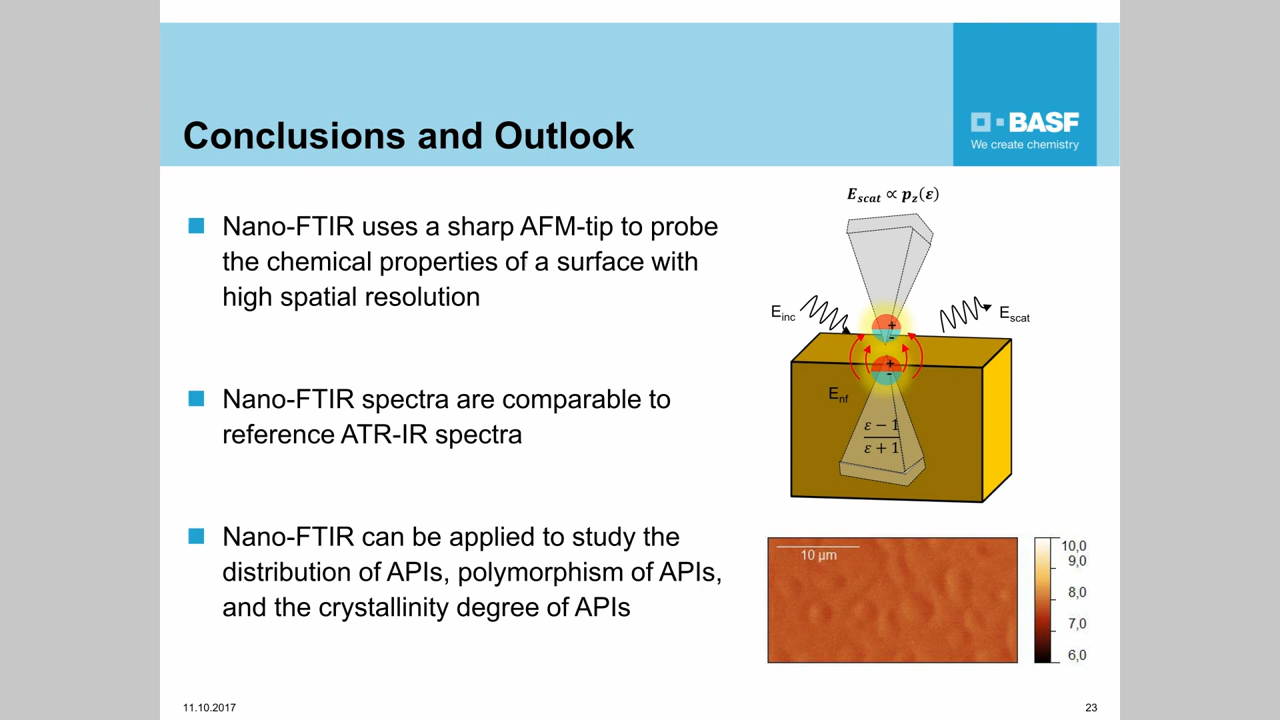 Conclusions and Outlook
BASF
We create chemistry
Nano-FTIR uses a sharp AFM-tip to probe
the chemical properties of a surface with
high spatial resolution
Nano-FTIR spectra are comparable to
reference ATR-IR spectra
Nano-FTIR can be applied to study the
distribution of APIs, polymorphism of APIs,
and the crystallinity degree of APIs
E_scat ∝ p_z(ε)
E_inc
E_scat
+
-
+
-
E_nf
ε − 1
ε + 1
10 µm
10,0
9,0
8,0
7,0
6,0
11.10.2017
23